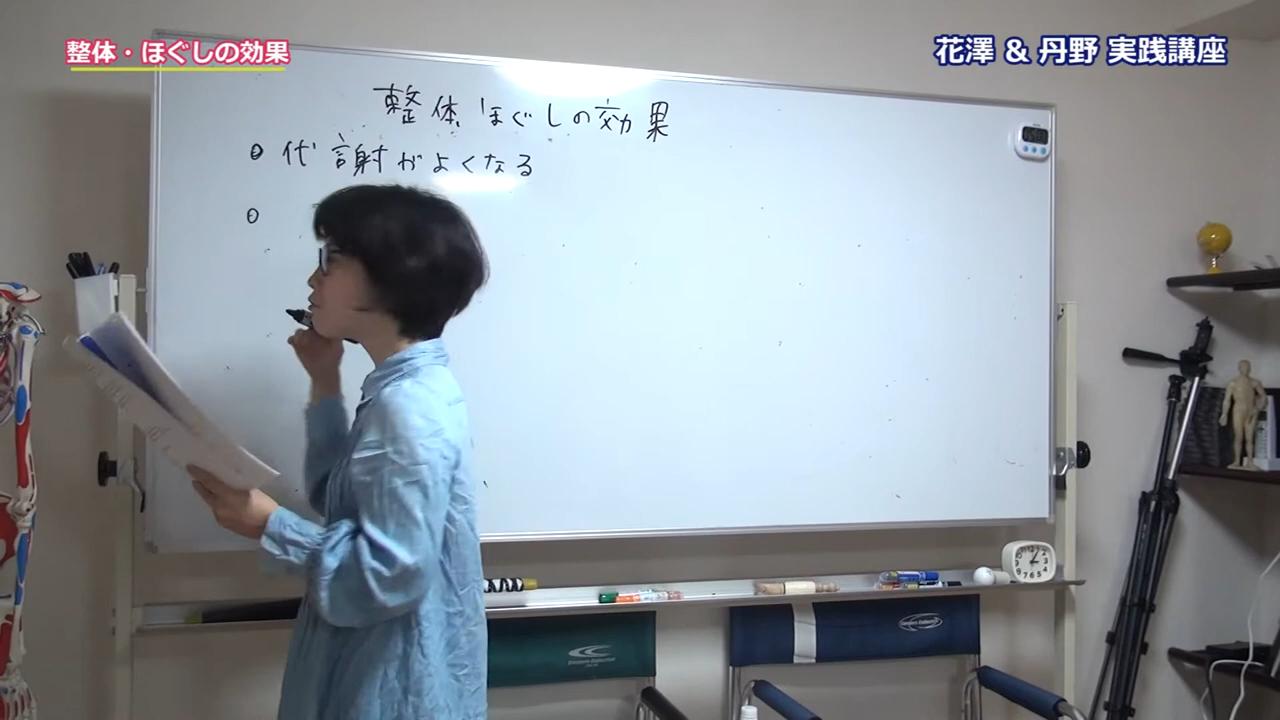 整体・ほぐしの効果
花澤 & 丹野 実践講座
整体、ほぐしの効果
代謝がよくなる